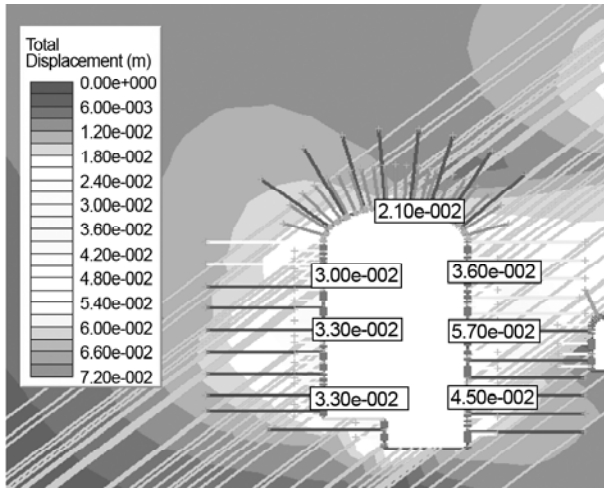 Total
Displacement (m)
0.00e+000
6.00e-003
1.20e-002
1.80e-002
2.40e-002
3.00e-002
3.60e-002
4.20e-002
4.80e-002
5.40e-002
6.00e-002
6.60e-002
7.20e-002
2.10e-002
3.00e-002
3.60e-002
3.30e-002
5.70e-002
3.30e-002
4.50e-002